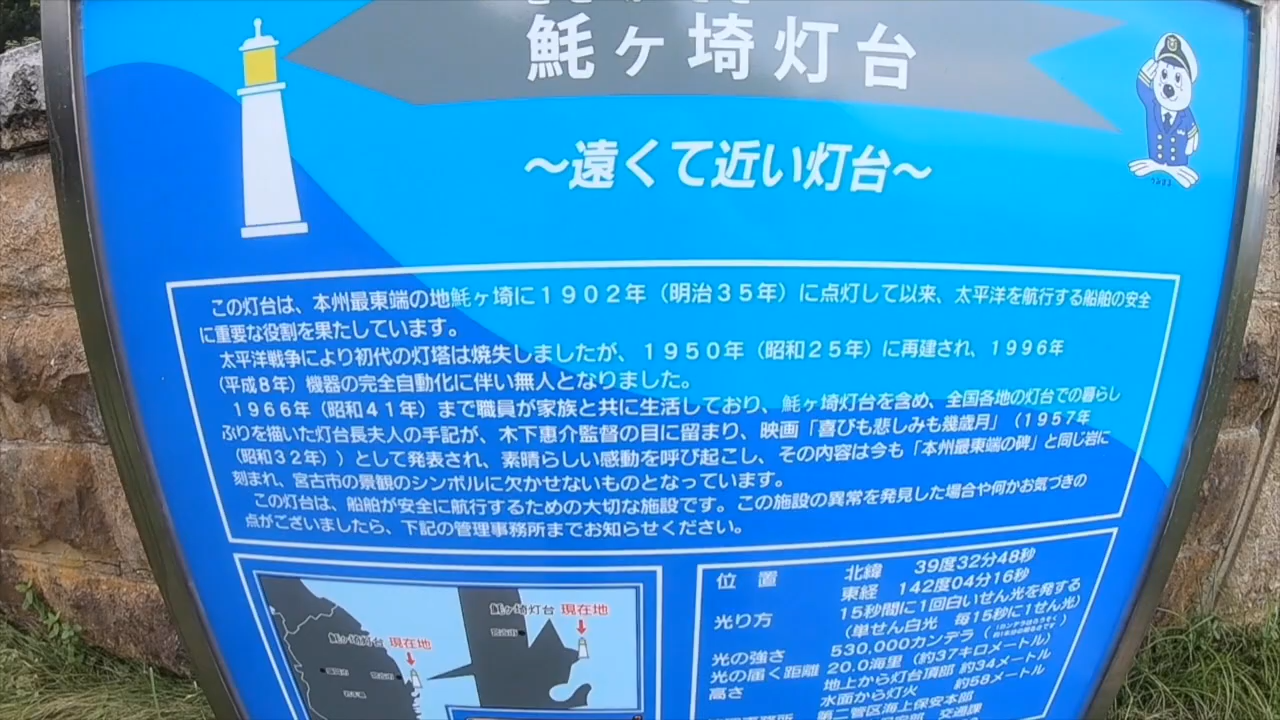 魹ヶ埼灯台
～遠くて近い灯台～
この灯台は、本州最東端の地魹ヶ埼に１９０２年（明治３５年）に点灯して以来、太平洋を航行する船舶の安全
に重要な役割を果たしています。
太平洋戦争により初代の灯塔は焼失しましたが、１９５０年（昭和２５年）に再建され、１９９６年
（平成８年）機器の完全自動化に伴い無人となりました。
１９６６年（昭和４１年）まで職員が家族と共に生活しており、魹ヶ埼灯台を含め、全国各地の灯台での暮らし
ぶりを描いた灯台長夫人の手記が、木下惠介監督の目に留まり、映画「喜びも悲しみも幾歳月」（１９５７年
（昭和３２年））として発表され、素晴らしい感動を呼び起こし、その内容は今も「本州最東端の碑」と同じ岩に
刻まれ、宮古市の景観のシンボルに欠かせないものとなっています。
この灯台は、船舶が安全に航行するための大切な施設です。この施設の異常を発見した場合や何かお気づきの
点がございましたら、下記の管理事務所までお知らせください。
魹ヶ埼灯台 現在地
宮古市
岩手県
魹ヶ埼灯台 現在地
宮古市
位置 北緯 39度32分48秒
東経 142度04分16秒
光り方 15秒間に1回白いせん光を発する
（単せん白光 毎15秒に1せん光）
光の強さ 530,000カンデラ
光の届く距離 20.0海里（約37キロメートル）
高さ 地上から灯台頂部 約34メートル
水面から灯火 約58メートル
第二管区海上保安本部
交通課